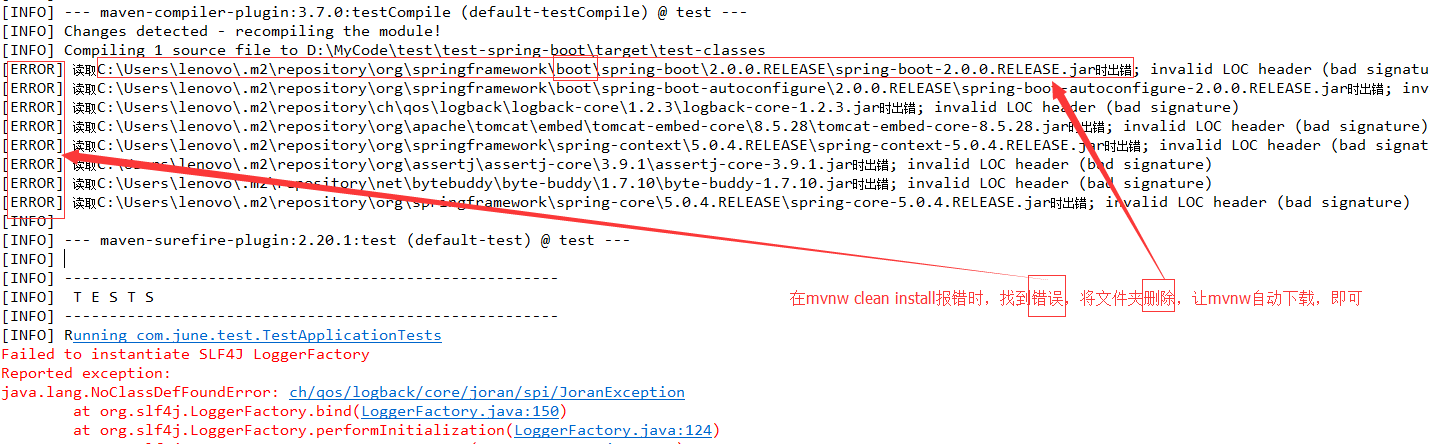 [INFO] --- maven-compiler-plugin:3.7.0:testCompile (default-testCompile) @ test ---
[INFO] Changes detected - recompiling the module!
[INFO] Compiling 1 source file to D:\MyCode\test\test-spring-boot\target\test-classes
[ERROR] 读取C:\Users\lenovo\.m2\repository\org\springframework\boot\spring-boot\2.0.0.RELEASE\spring-boot-2.0.0.RELEASE.jar时出错; invalid LOC header (bad signatu
[ERROR] 读取C:\Users\lenovo\.m2\repository\org\springframework\boot\spring-boot-autoconfigure\2.0.0.RELEASE\spring-boot-autoconfigure-2.0.0.RELEASE.jar时出错; inv
[ERROR] 读取C:\Users\lenovo\.m2\repository\ch\qos\logback\logback-core\1.2.3\logback-core-1.2.3.jar时出错; invalid LOC header (bad signature)
[ERROR] 读取C:\Users\lenovo\.m2\repository\org\apache\tomcat\embed\tomcat-embed-core\8.5.28\tomcat-embed-core-8.5.28.jar时出错; invalid LOC header (bad signature)
[ERROR] 读取C:\Users\lenovo\.m2\repository\org\springframework\spring-context\5.0.4.RELEASE\spring-context-5.0.4.RELEASE.jar时出错; invalid LOC header (bad signat
[ERROR] 读取C:\Users\lenovo\.m2\repository\org\assertj\assertj-core\3.9.1\assertj-core-3.9.1.jar时出错; invalid LOC header (bad signature)
[ERROR] 读取C:\Users\lenovo\.m2\repository\net\bytebuddy\byte-buddy\1.7.10\byte-buddy-1.7.10.jar时出错; invalid LOC header (bad signature)
[ERROR] 读取C:\Users\lenovo\.m2\repository\org\springframework\spring-core\5.0.4.RELEASE\spring-core-5.0.4.RELEASE.jar时出错; invalid LOC header (bad signature)
[INFO]
[INFO] --- maven-surefire-plugin:2.20.1:test (default-test) @ test ---
[INFO]
[INFO] -------------------------------------------------------
[INFO]  T E S T S
在mvnw clean install报错时，找到错误，将文件夹删除，让mvnw自动下载，即可
[INFO] -------------------------------------------------------
[INFO] Running com.june.test.TestApplicationTests
Failed to instantiate SLF4J LoggerFactory
Reported exception:
java.lang.NoClassDefFoundError: ch/qos/logback/core/joran/spi/JoranException
at org.slf4j.LoggerFactory.bind(LoggerFactory.java:150)
at org.slf4j.LoggerFactory.performInitialization(LoggerFactory.java:124)